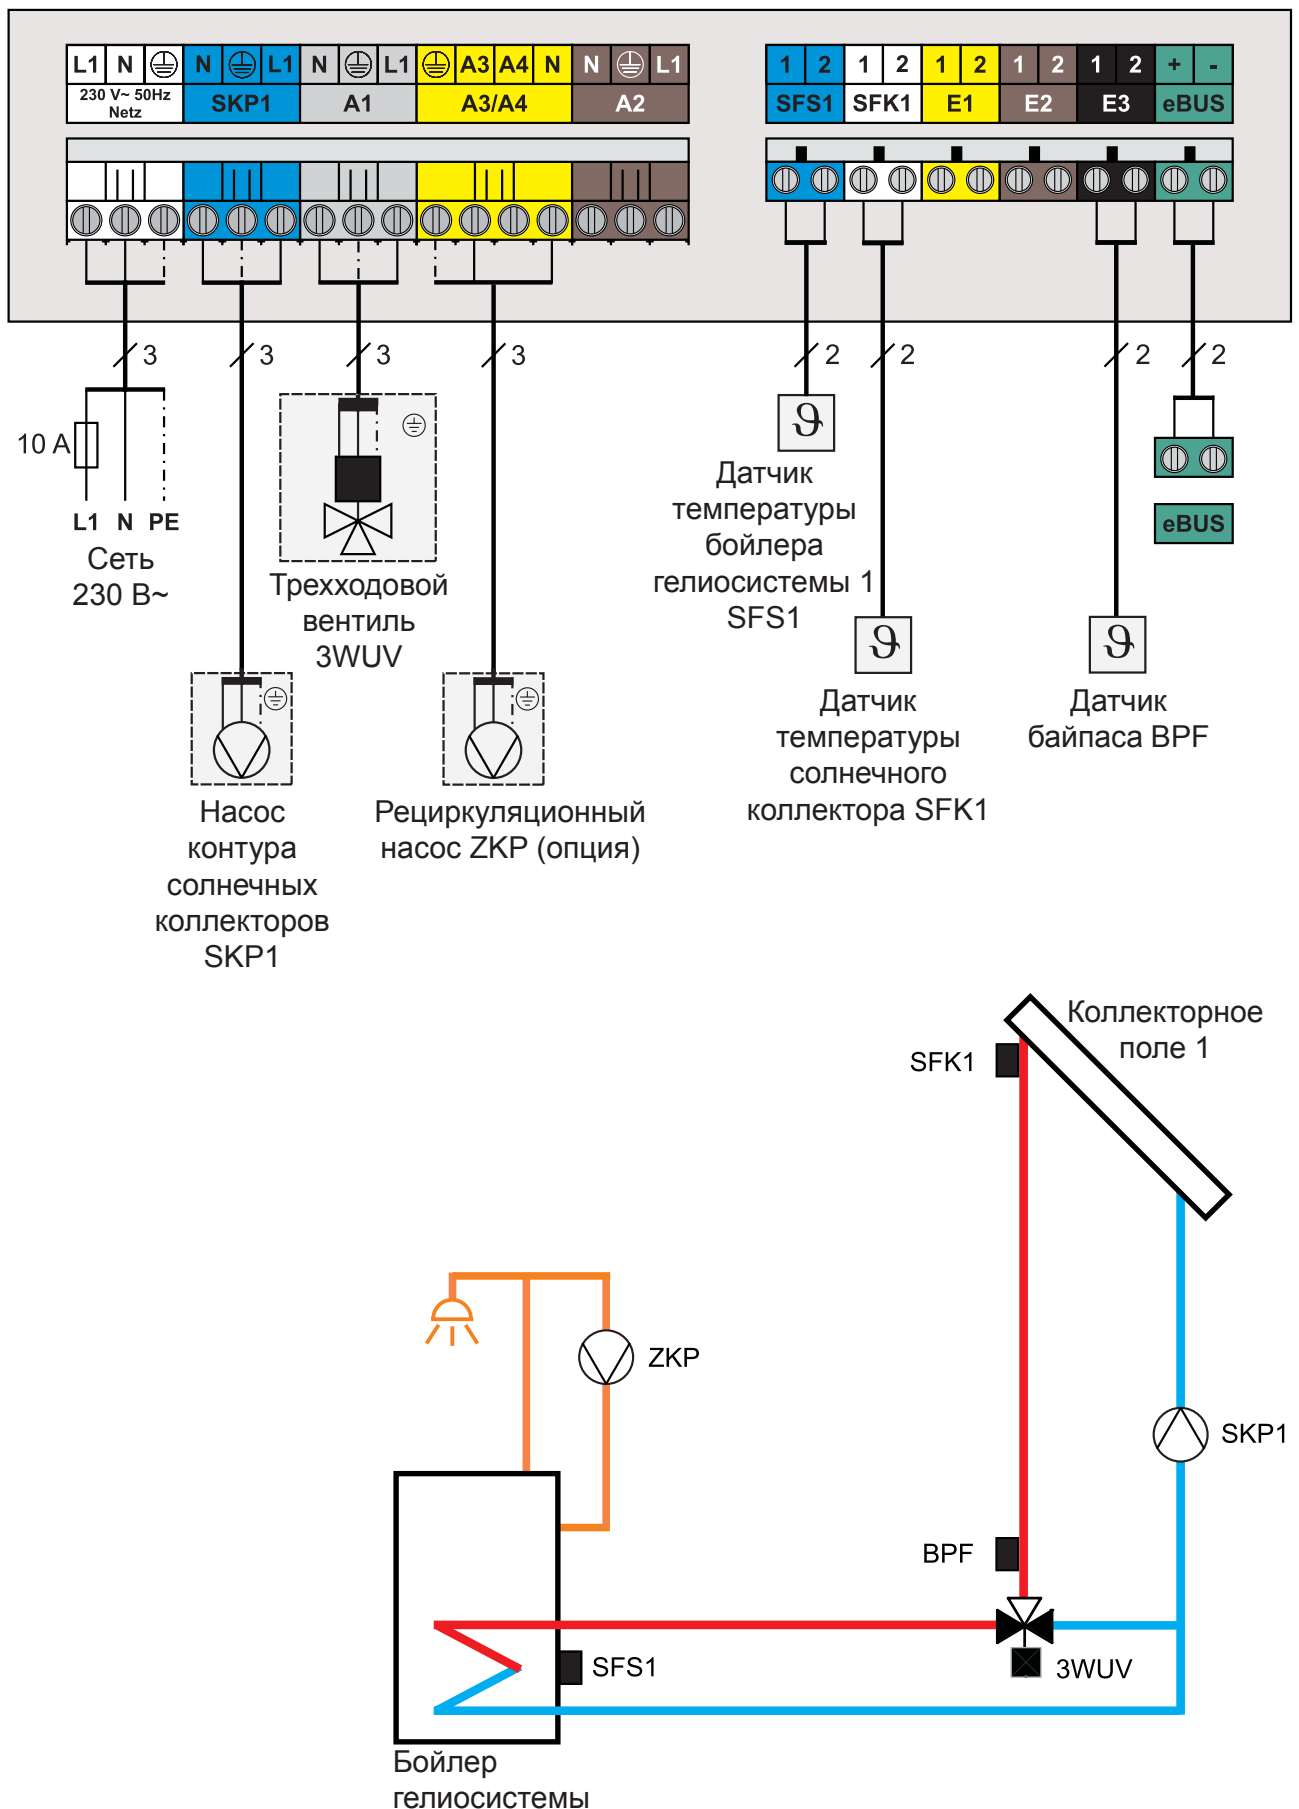 L1 N N L1 N L1 A3 A4 N N L1 1 2 1 2 1 2 1 2 1 2 + -
230 V~ 50Hz
Netz
SKP1 A1 A3/A4 A2 SFS1 SFK1 E1 E2 E3 eBUS
3 3 3 3 2 2 2 2
10 A
L1 N PE
Сеть
230 В~
Трехходовой
вентиль
3WUV
ϑ
Датчик
температуры
бойлера
гелиосистемы 1
SFS1
eBUS
Насос
контура
солнечных
коллекторов
SKP1
Рециркуляционный
насос ZKP (опция)
ϑ
Датчик
температуры
солнечного
коллектора SFK1
ϑ
Датчик
байпаса BPF
Коллекторное
поле 1
SFK1
ZKP
SKP1
BPF
SFS1
3WUV
Бойлер
гелиосистемы